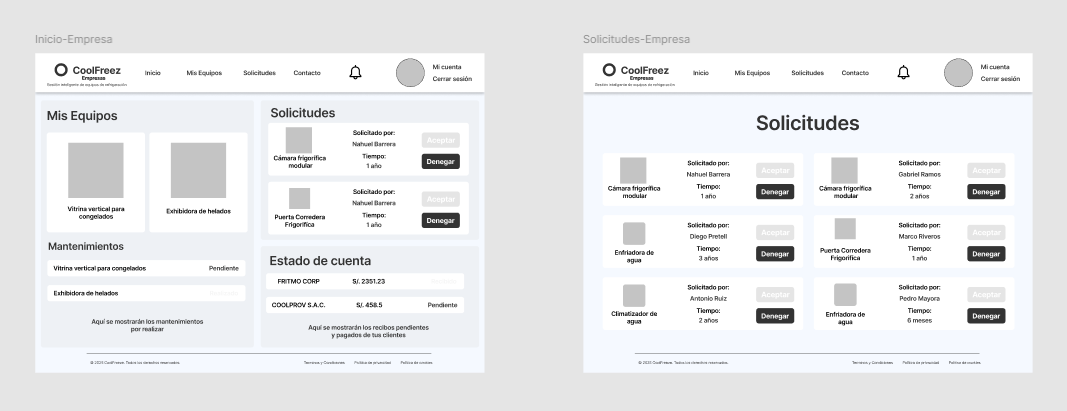 Inicio-Empresa
CoolFreez
Empresas
Gestión inteligente de equipos de refrigeración
Inicio
Mis Equipos
Solicitudes
Contacto
Mi cuenta
Cerrar sesión
Mis Equipos
Vitrina vertical para
congelados
Exhibidora de helados
Mantenimientos
Vitrina vertical para congelados
Pendiente
Exhibidora de helados
Aquí se mostrarán los mantenimientos
por realizar
Solicitudes
Cámara frigorífica
modular
Solicitado por:
Nahuel Barrera
Tiempo:
1 año
Aceptar
Denegar
Puerta Corredera
Frigorífica
Solicitado por:
Nahuel Barrera
Tiempo:
1 año
Aceptar
Denegar
Estado de cuenta
FRITMO CORP
S/. 2351.23
COOLPROV S.A.C.
S/. 458.5
Pendiente
Aquí se mostrarán los recibos pendientes
y pagados de tus clientes
© 2025 CoolFreeze. Todos los derechos reservados.
Terminos y Condiciones
Política de privacidad
Política de cookies
Solicitudes-Empresa
CoolFreez
Empresas
Gestión inteligente de equipos de refrigeración
Inicio
Mis Equipos
Solicitudes
Contacto
Mi cuenta
Cerrar sesión
Solicitudes
Cámara frigorífica
modular
Solicitado por:
Nahuel Barrera
Tiempo:
1 año
Aceptar
Denegar
Cámara frigorífica
modular
Solicitado por:
Gabriel Ramos
Tiempo:
2 años
Aceptar
Denegar
Enfriadora de
agua
Solicitado por:
Diego Pretell
Tiempo:
3 años
Aceptar
Denegar
Puerta Corredera
Frigorífica
Solicitado por:
Marco Riveros
Tiempo:
1 año
Aceptar
Denegar
Climatizador de
agua
Solicitado por:
Antonio Ruiz
Tiempo:
2 años
Aceptar
Denegar
Enfriadora de
agua
Solicitado por:
Pedro Mayora
Tiempo:
6 meses
Aceptar
Denegar
© 2025 CoolFreeze. Todos los derechos reservados.
Terminos y Condiciones
Política de privacidad
Política de cookies